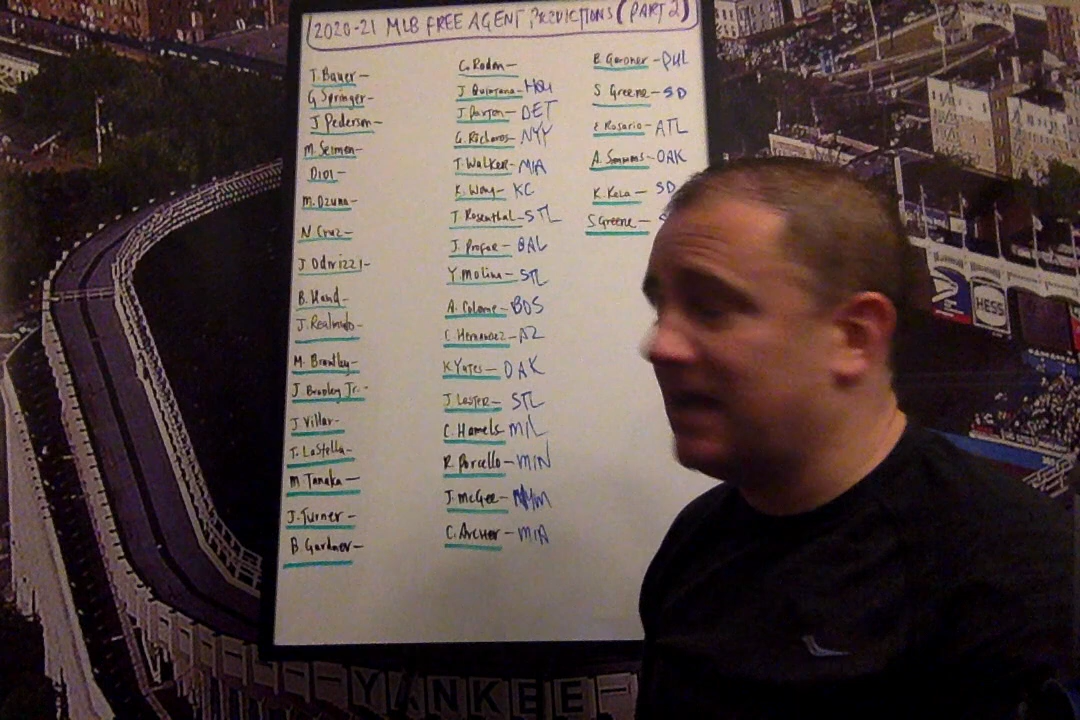 2020-21 MLB FREE AGENT PREDICTIONS (PART 2)
T. Bauer-
G Springer-
J Pederson-
M. Semien-
Didi-
M. Ozuna-
N Cruz-
J Odorizzi-
B. Hand-
J. Realmuto-
M. Brantley-
J. Bradley Jr.-
J. Villar-
T. LaStella-
M Tanaka-
J. Turner-
B. Gardner-
C. Rodon-
J Quintana-HOU
J Paxton-DET
G. Richards-NYY
T. Walker-MIA
K. Wong-KC
T Rosenthal-STL
J. Profar-BAL
Y. Molina-STL
A. Colome-BOS
C Hernandez-AZ
K Yates-OAK
J Lester-STL
C. Hamels-MIL
R Porcello-MIN
J. McGee-NYM
C. Archer-MIA
S Greene-SD
E Rosario-ATL
A. Simmons-OAK
K. Kela-SD
S Greene-
HESS
YANKEE